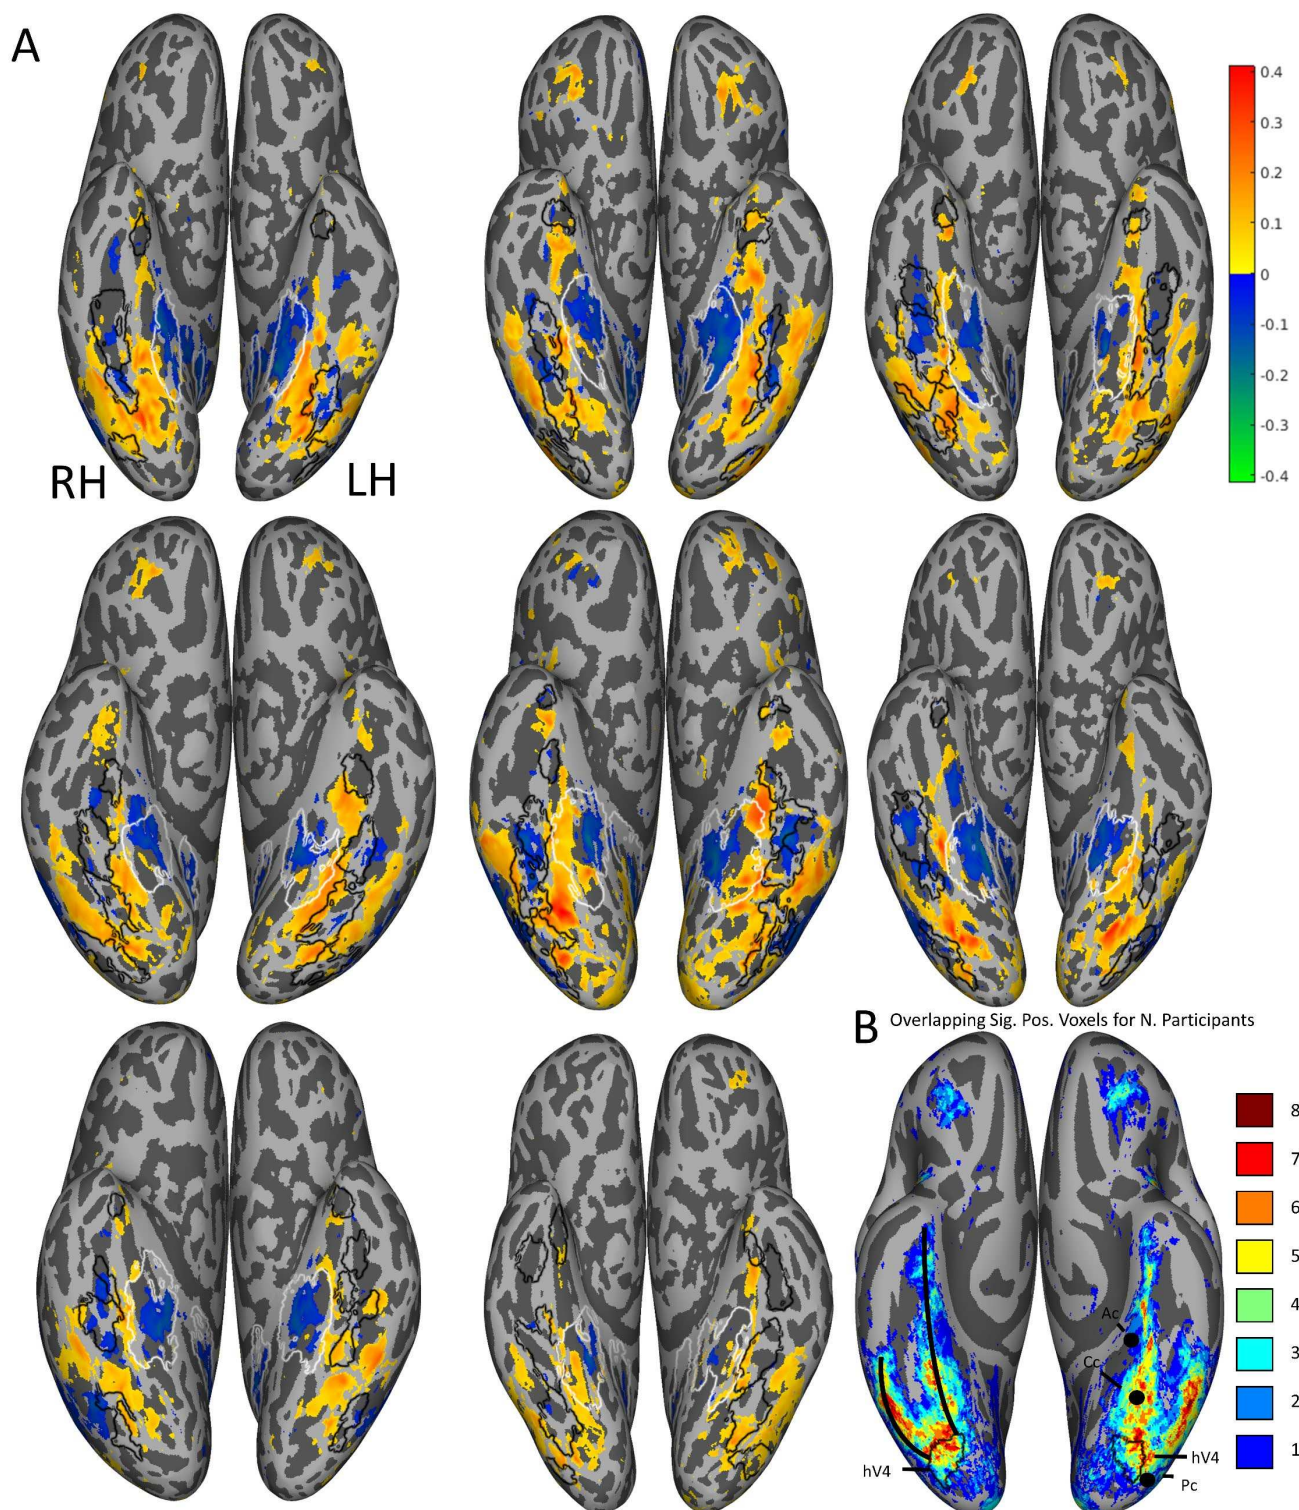 A
0.4
0.3
0.2
0.1
0
-0.1
-0.2
-0.3
-0.4
RH
LH
B
Overlapping Sig. Pos. Voxels for N. Participants
8
7
6
5
4
3
2
1
Ac
Cc
hV4
hV4
Pc